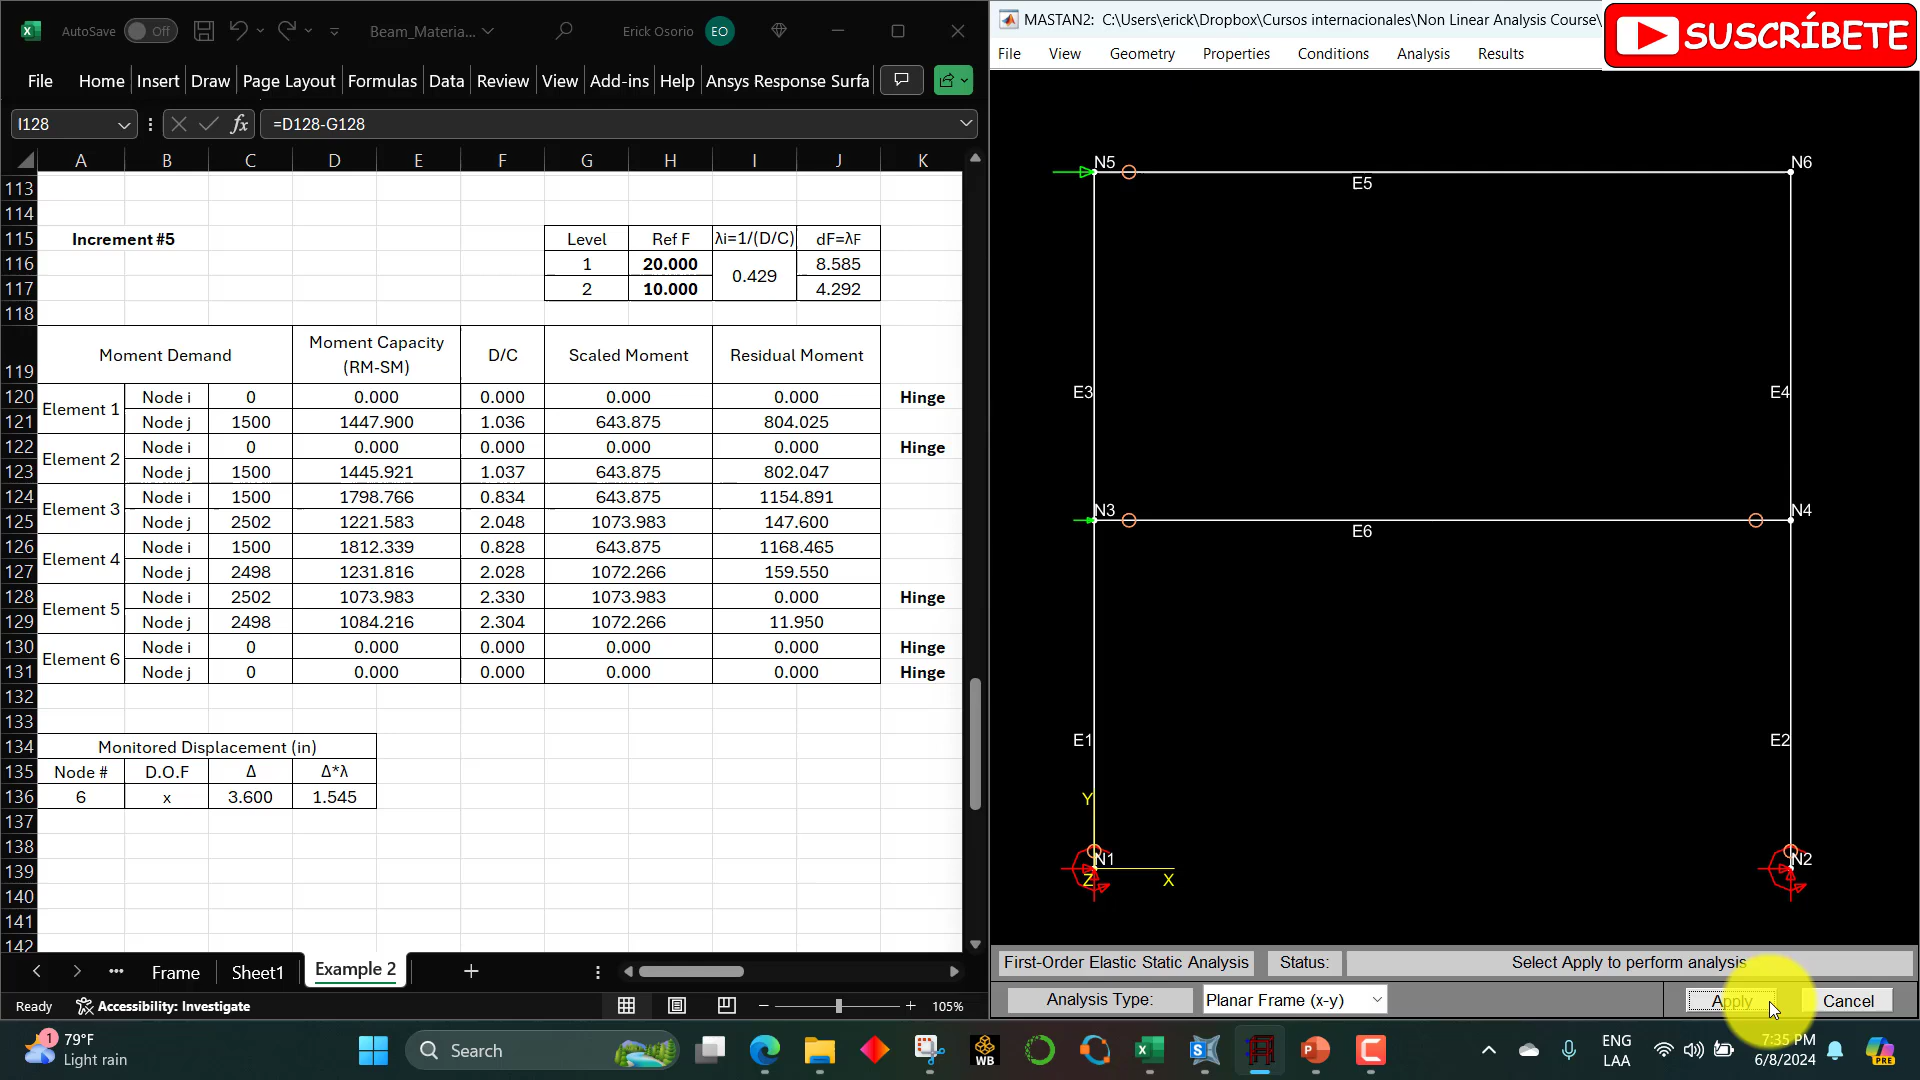 AutoSave Off Beam_Materia... Erick Osorio EO
File Home Insert Draw Page Layout Formulas Data Review View Add-ins Help Ansys Response Surfa
I128 fx =D128-G128
A B C D E F G H I J K
113
114
115 Increment #5 Level Ref F λi=1/(D/C) dF=λF
116 1 20.000 0.429 8.585
117 2 10.000 4.292
118
119 Moment Demand Moment Capacity (RM-SM) D/C Scaled Moment Residual Moment
120 Element 1 Node i 0 0.000 0.000 0.000 0.000 Hinge
121 Node j 1500 1447.900 1.036 643.875 804.025
122 Element 2 Node i 0 0.000 0.000 0.000 0.000 Hinge
123 Node j 1500 1445.921 1.037 643.875 802.047
124 Element 3 Node i 1500 1798.766 0.834 643.875 1154.891
125 Node j 2502 1221.583 2.048 1073.983 147.600
126 Element 4 Node i 1500 1812.339 0.828 643.875 1168.465
127 Node j 2498 1231.816 2.028 1072.266 159.550
128 Element 5 Node i 2502 1073.983 2.330 1073.983 0.000 Hinge
129 Node j 2498 1084.216 2.304 1072.266 11.950
130 Element 6 Node i 0 0.000 0.000 0.000 0.000 Hinge
131 Node j 0 0.000 0.000 0.000 0.000 Hinge
132
133
134 Monitored Displacement (in)
135 Node # D.O.F Δ Δ*λ
136 6 x 3.600 1.545
137
138
139
140
141
142
Frame Sheet1 Example 2
Ready Accessibility: Investigate 105%
MASTAN2: C:\Users\erick\Dropbox\Cursos internacionales\Non Linear Analysis Course\
SUSCRÍBETE
File View Geometry Properties Conditions Analysis Results
N5 N6
E5
E3 E4
N3 N4
E6
E1 E2
Y
N1 N2
Z X
First-Order Elastic Static Analysis Status: Select Apply to perform analysis
Analysis Type: Planar Frame (x-y) Apply Cancel
1 79°F
Light rain
Search
WB
PRE
ENG
LAA
7:35 PM
6/8/2024